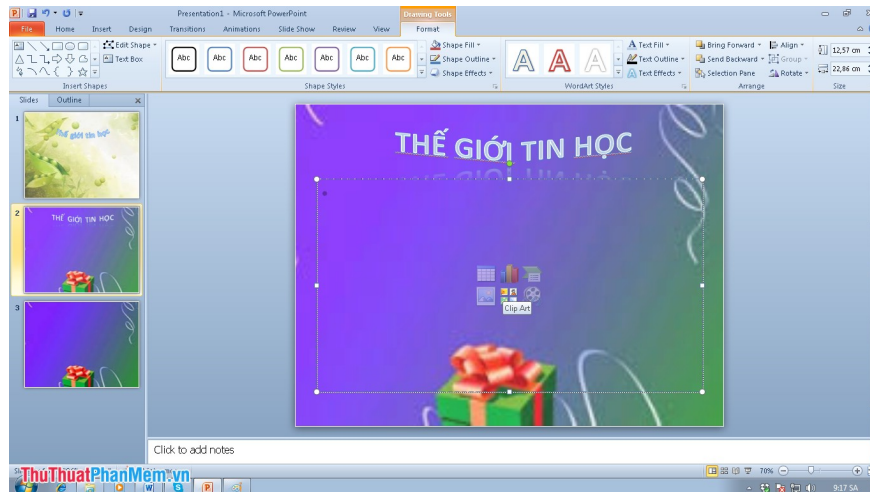 Presentation1 - Microsoft PowerPoint
Drawing Tools
File Home Insert Design Transitions Animations Slide Show Review View Format
Edit Shape
Text Box
Insert Shapes
Abc Abc Abc Abc Abc Abc
Shape Fill
Shape Outline
Shape Effects
Shape Styles
A A A
Text Fill
Text Outline
Text Effects
WordArt Styles
Bring Forward
Send Backward
Selection Pane
Align
Group
Rotate
Arrange
12,57 cm
22,86 cm
Size
Slides Outline
1
Thế giới tin học
2
THẾ GIỚI TIN HỌC
3
THẾ GIỚI TIN HỌC
Clip Art
Click to add notes
ThuThuatPhanMem.vn
70%
9:17 SA